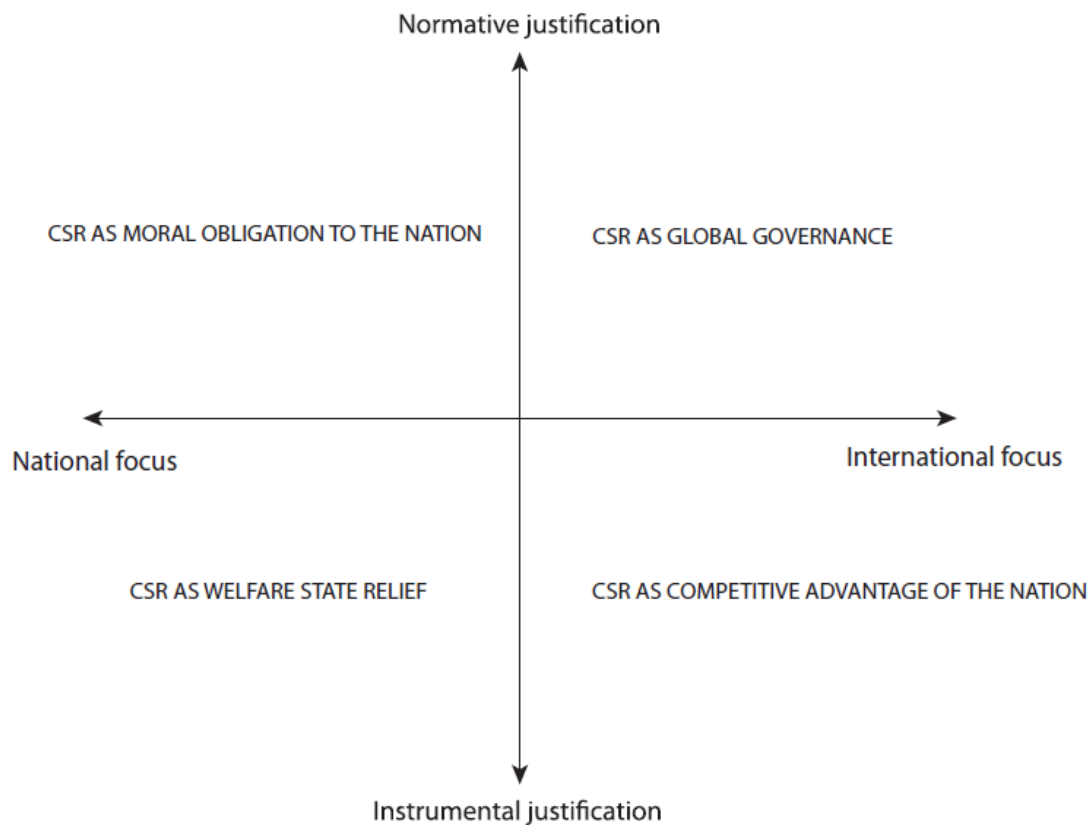 Normative justification
CSR AS MORAL OBLIGATION TO THE NATION
CSR AS GLOBAL GOVERNANCE
National focus
International focus
CSR AS WELFARE STATE RELIEF
CSR AS COMPETITIVE ADVANTAGE OF THE NATION
Instrumental justification